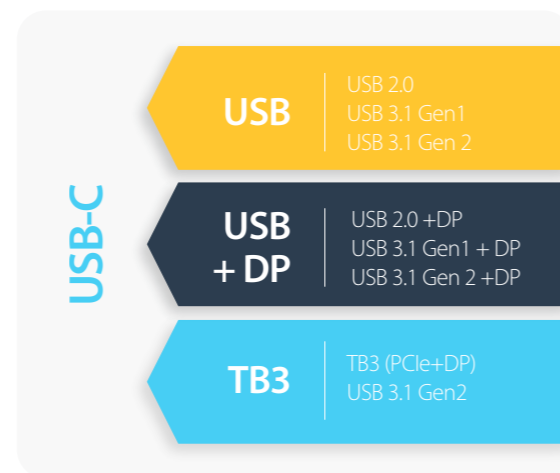 USB-C
USB
USB 2.0
USB 3.1 Gen1
USB 3.1 Gen 2
USB
+ DP
USB 2.0 +DP
USB 3.1 Gen1 + DP
USB 3.1 Gen 2 +DP
TB3
TB3 (PCIe+DP)
USB 3.1 Gen2